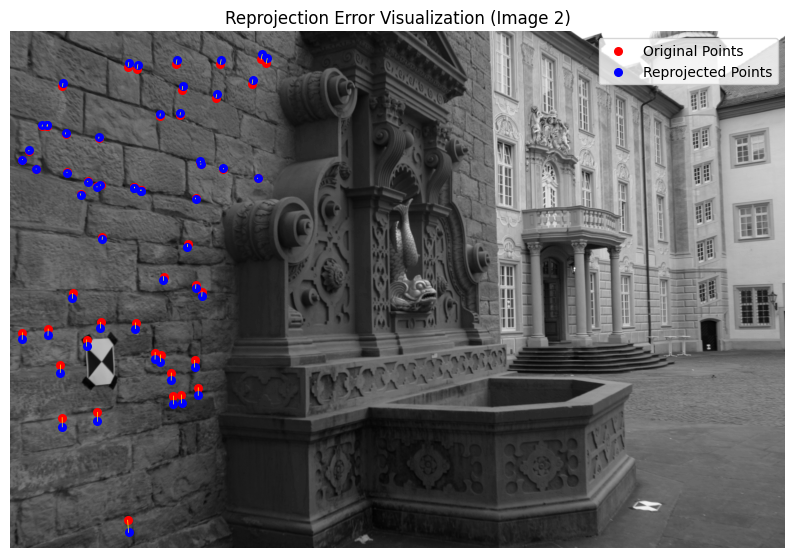 Reprojection Error Visualization (Image 2)
Original Points
Reprojected Points